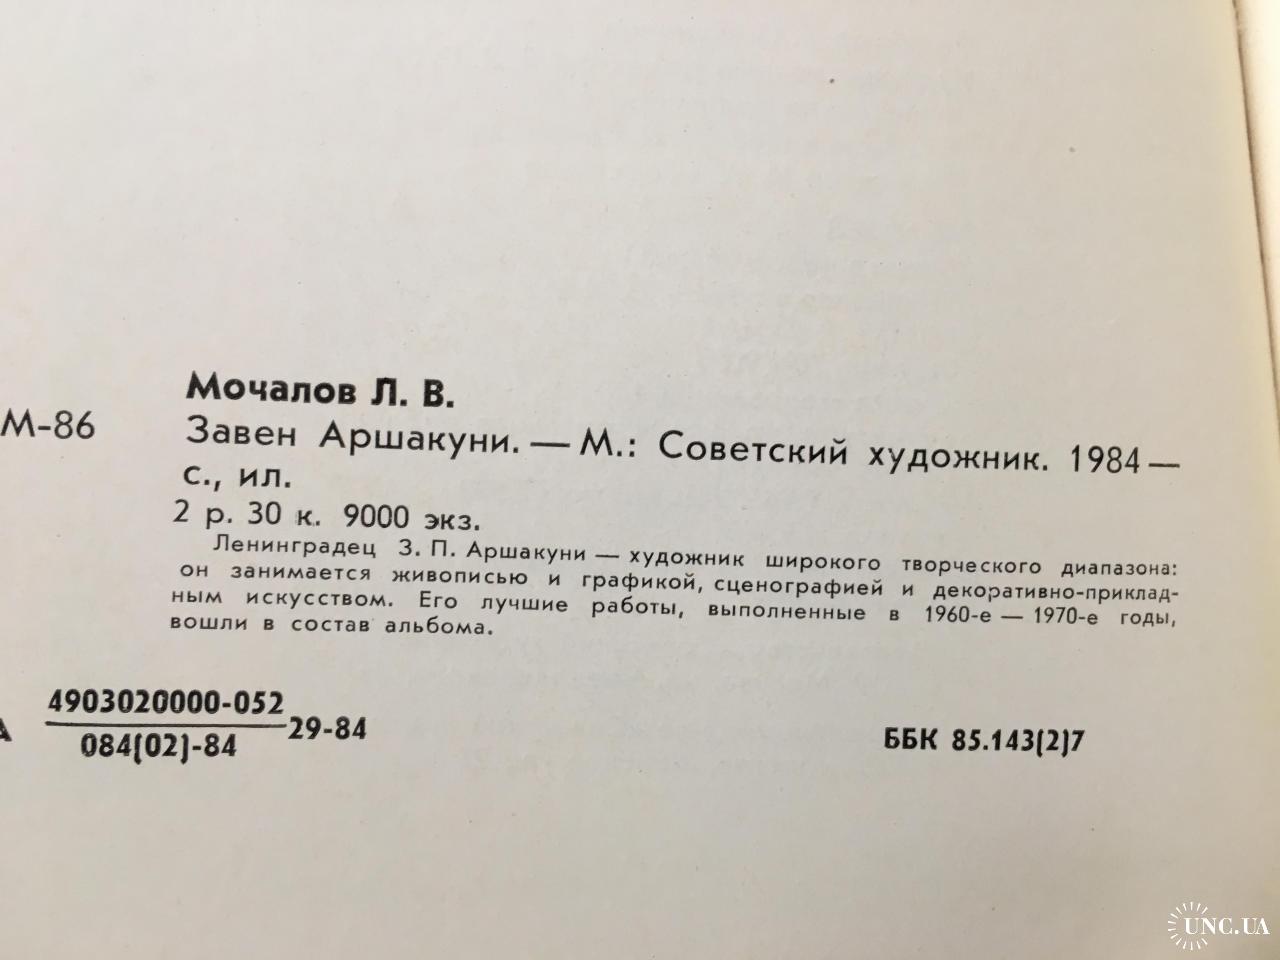 Мочалов Л. В.
М-86
Завен Аршакуни. — М.: Советский художник. 1984 —
с., ил.
2 р. 30 к. 9000 экз.
Ленинградец З. П. Аршакуни — художник широкого творческого диапазона:
он занимается живописью и графикой, сценографией и декоративно-приклад-
ным искусством. Его лучшие работы, выполненные в 1960-е — 1970-е годы,
вошли в состав альбома.
4903020000-052
А 29-84
084(02)-84
ББК 85.143(2)7
UNC.UA